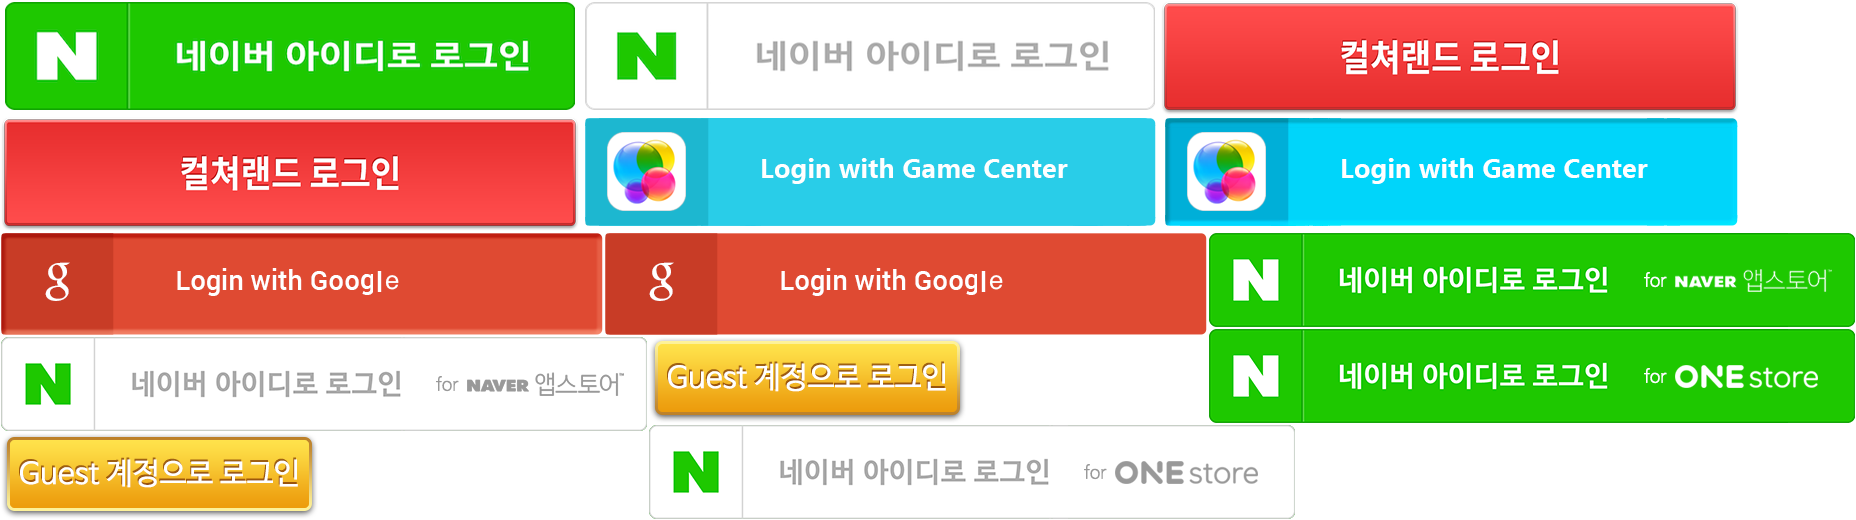 N 네이버 아이디로 로그인
N 네이버 아이디로 로그인
컬쳐랜드 로그인
컬쳐랜드 로그인
Login with Game Center
Login with Game Center
g Login with Google
g Login with Google
N 네이버 아이디로 로그인 for NAVER 앱스토어™
N 네이버 아이디로 로그인 for NAVER 앱스토어™
Guest 계정으로 로그인
N 네이버 아이디로 로그인 for ONE store
Guest 계정으로 로그인
N 네이버 아이디로 로그인 for ONE store